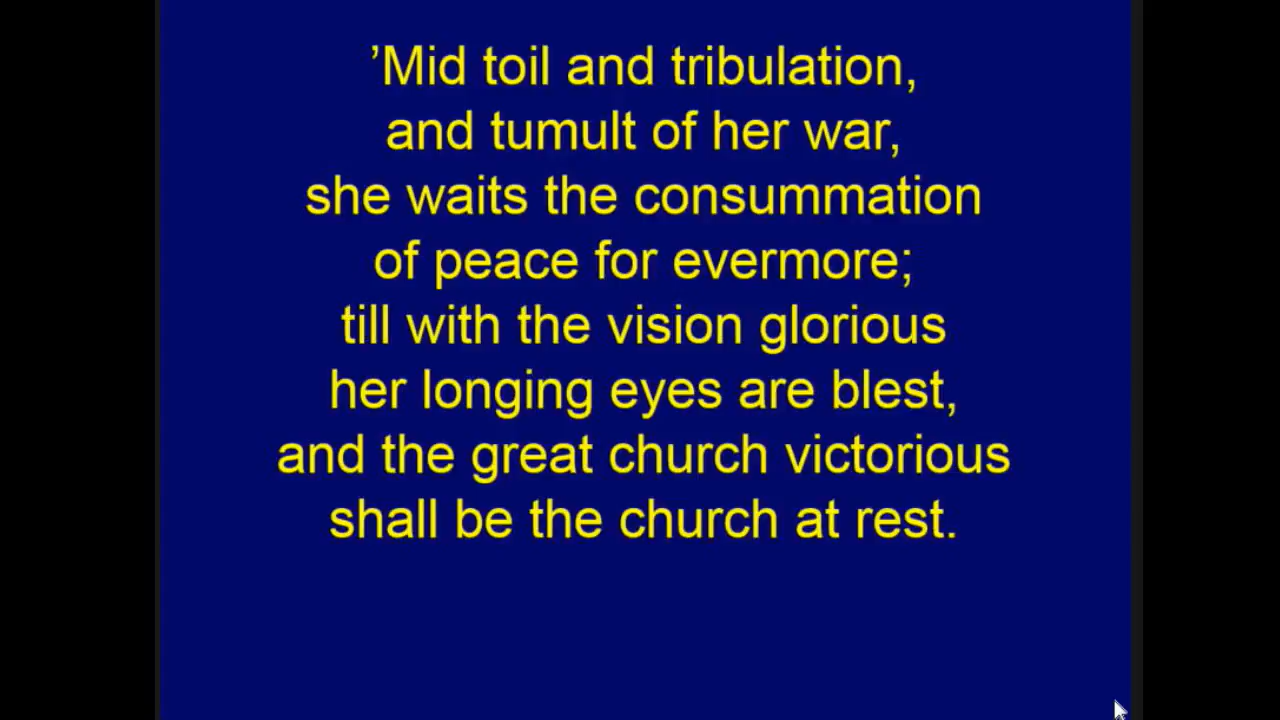 ’Mid toil and tribulation,
and tumult of her war,
she waits the consummation
of peace for evermore;
till with the vision glorious
her longing eyes are blest,
and the great church victorious
shall be the church at rest.